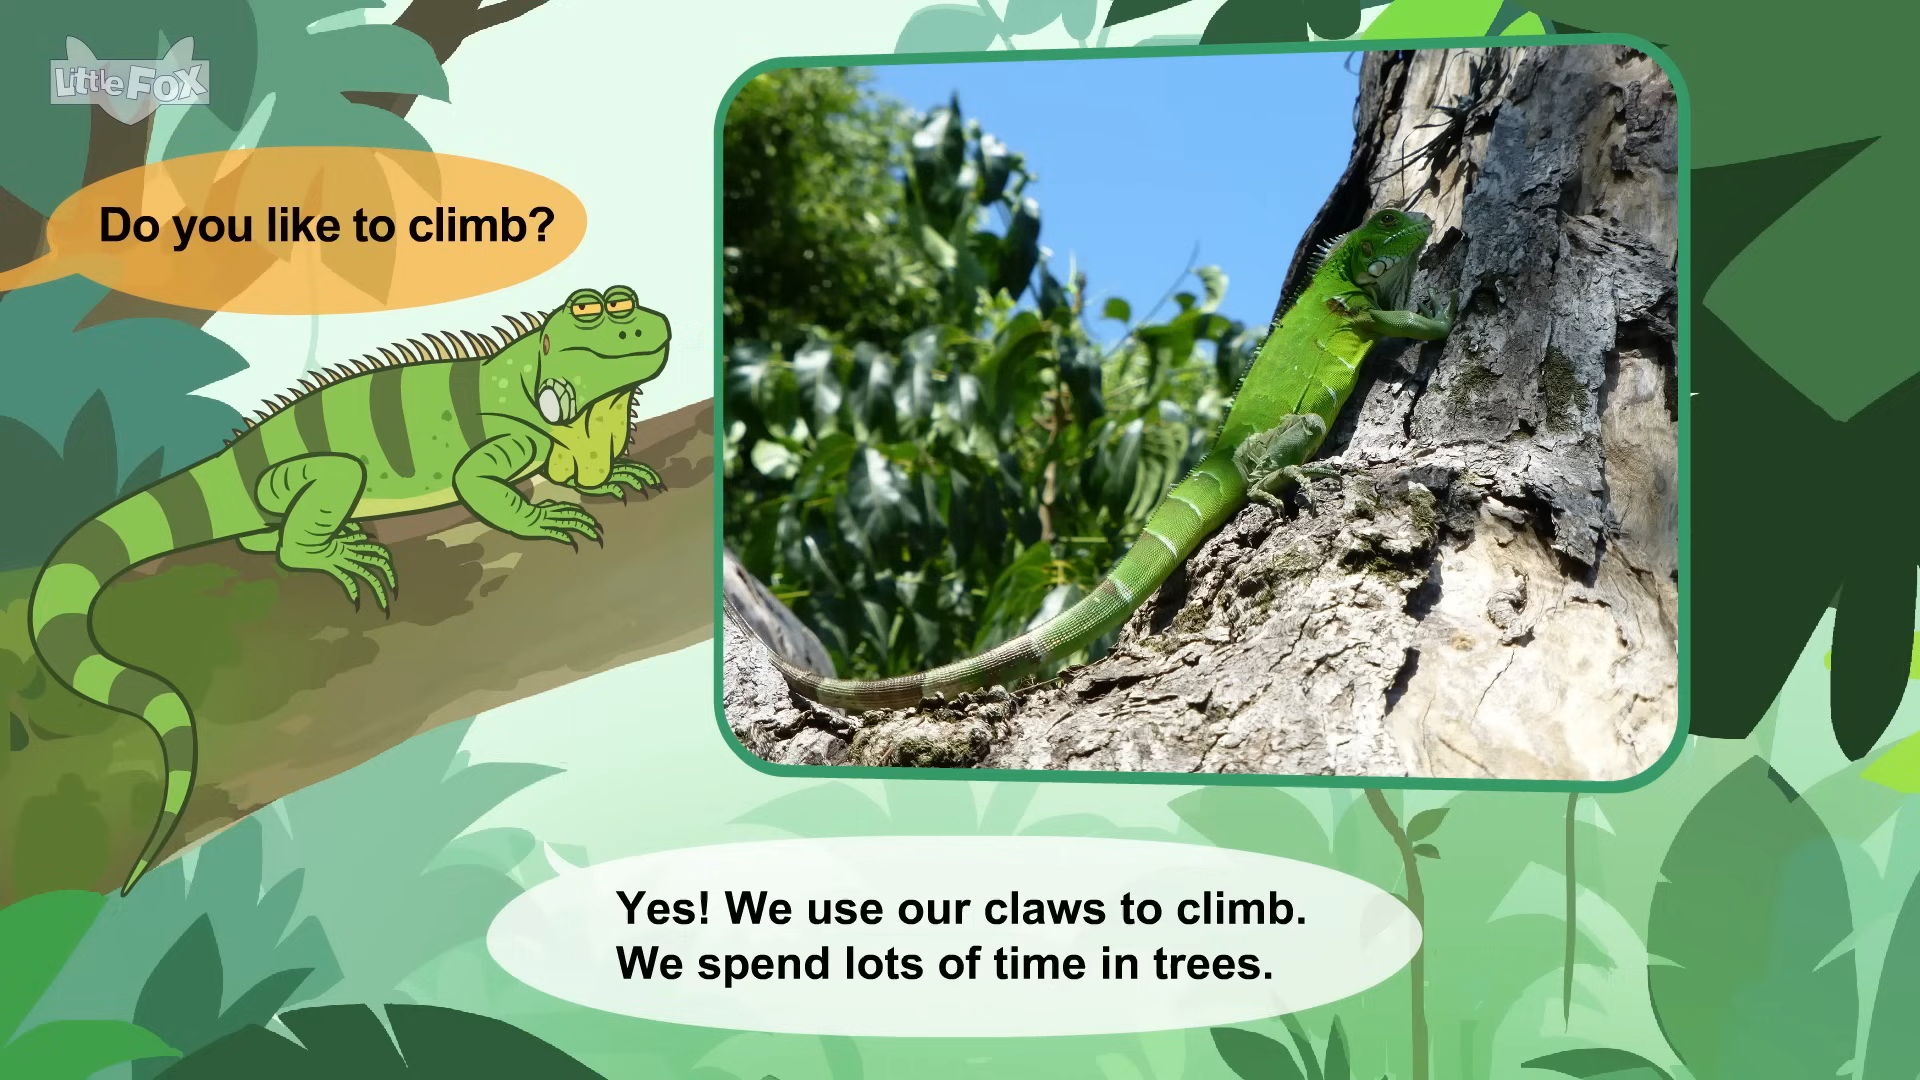 Little Fox
Do you like to climb?
Yes! We use our claws to climb.
We spend lots of time in trees.